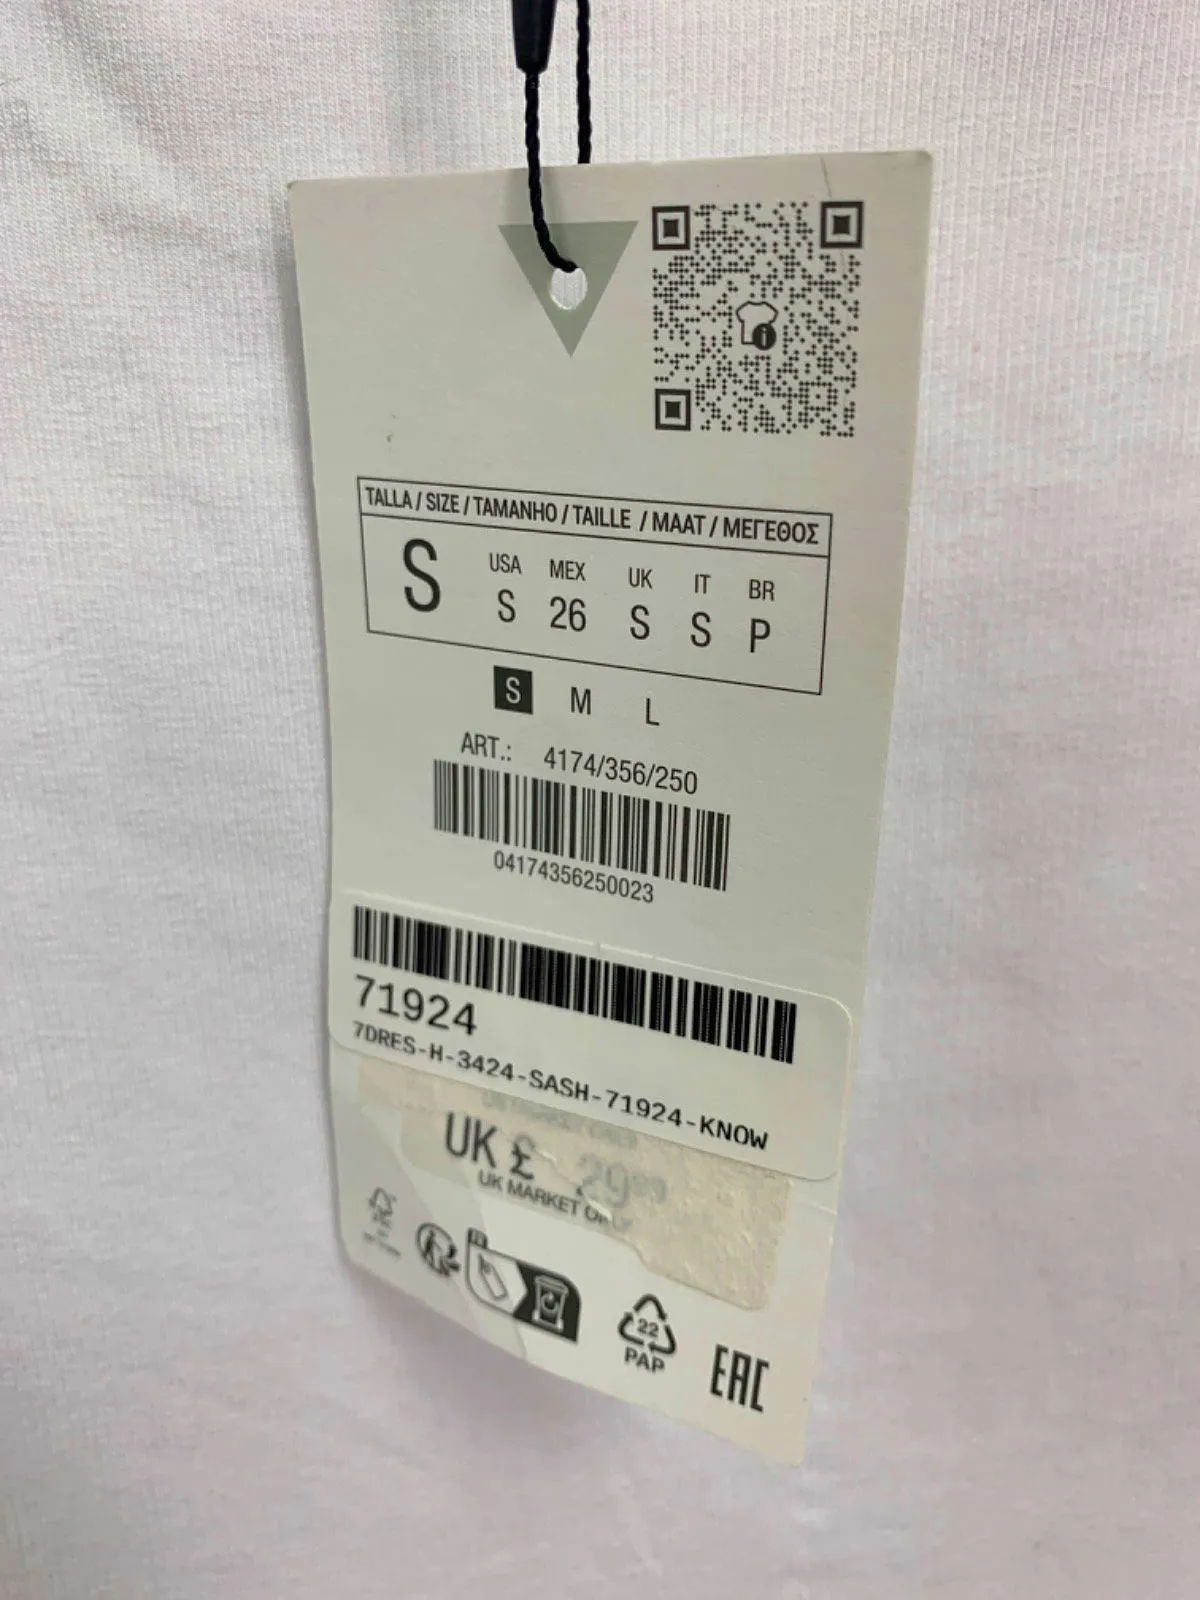 TALLA / SIZE / TAMANHO / TAILLE / MAAT / ΜΕΓΕΘΟΣ
S
USA MEX UK IT BR
S 26 S S P
S M L
ART.: 4174/356/250
04174356250023
71924
7DRES-H-3424-SASH-71924-KNOW
UK £ 29
UK MARKET
22
PAP
EAC